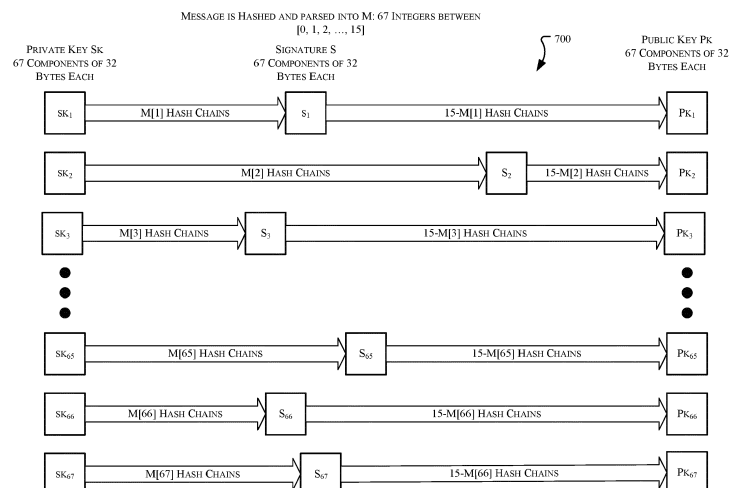 Message is Hashed and parsed into M: 67 Integers between
[0, 1, 2, ..., 15]
700
Private Key Sk
67 Components of 32
Bytes Each
Signature S
67 Components of 32
Bytes Each
Public Key Pk
67 Components of 32
Bytes Each
SK1 M[1] Hash Chains S1 15-M[1] Hash Chains PK1
SK2 M[2] Hash Chains S2 15-M[2] Hash Chains PK2
SK3 M[3] Hash Chains S3 15-M[3] Hash Chains PK3
SK65 M[65] Hash Chains S65 15-M[65] Hash Chains PK65
SK66 M[66] Hash Chains S66 15-M[66] Hash Chains PK66
SK67 M[67] Hash Chains S67 15-M[66] Hash Chains PK67